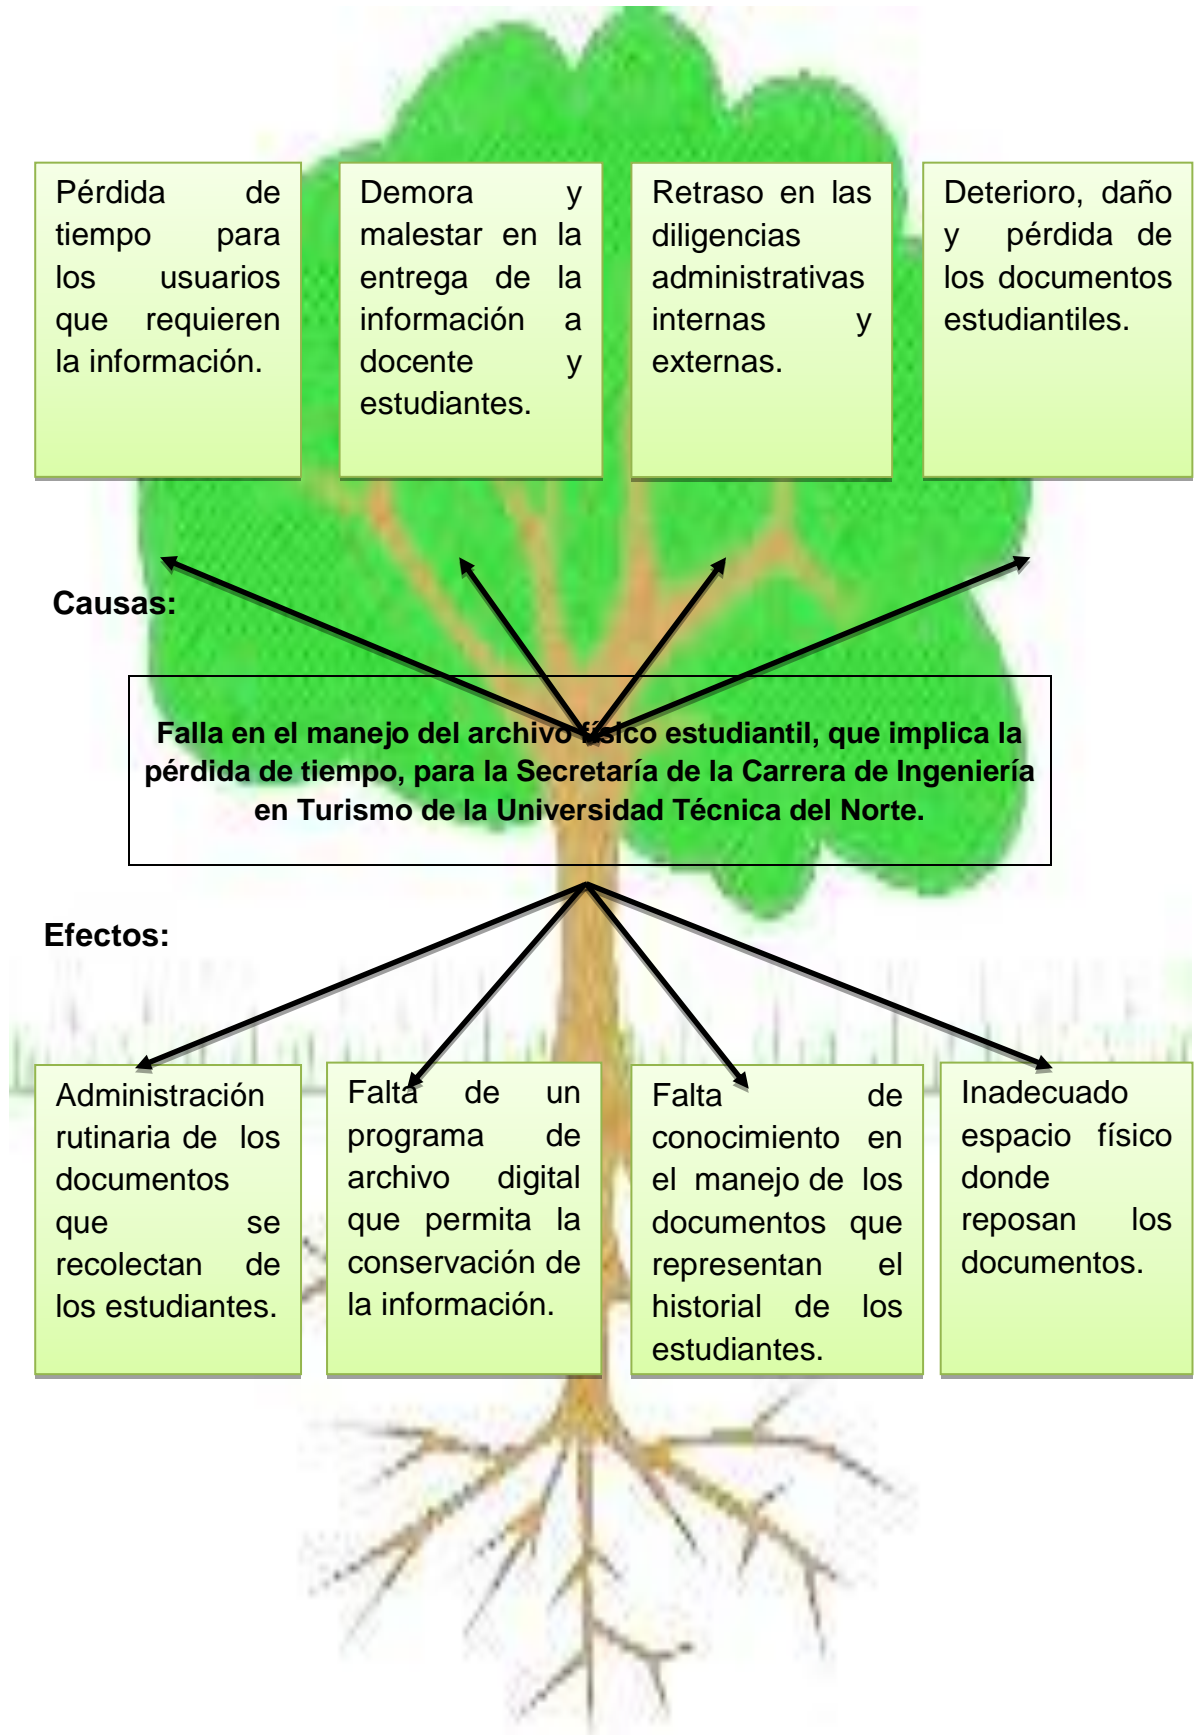 Pérdida de
tiempo para
los usuarios
que requieren
la información.
Demora y
malestar en la
entrega de la
información a
docente y
estudiantes.
Retraso en las
diligencias
administrativas
internas y
externas.
Deterioro, daño
y pérdida de
los documentos
estudiantiles.
Causas:
Falla en el manejo del archivo físico estudiantil, que implica la
pérdida de tiempo, para la Secretaría de la Carrera de Ingeniería
en Turismo de la Universidad Técnica del Norte.
Efectos:
Administración
rutinaria de los
documentos
que se
recolectan de
los estudiantes.
Falta de un
programa de
archivo digital
que permita la
conservación de
la información.
Falta de
conocimiento en
el manejo de los
documentos que
representan el
historial de los
estudiantes.
Inadecuado
espacio físico
donde
reposan los
documentos.